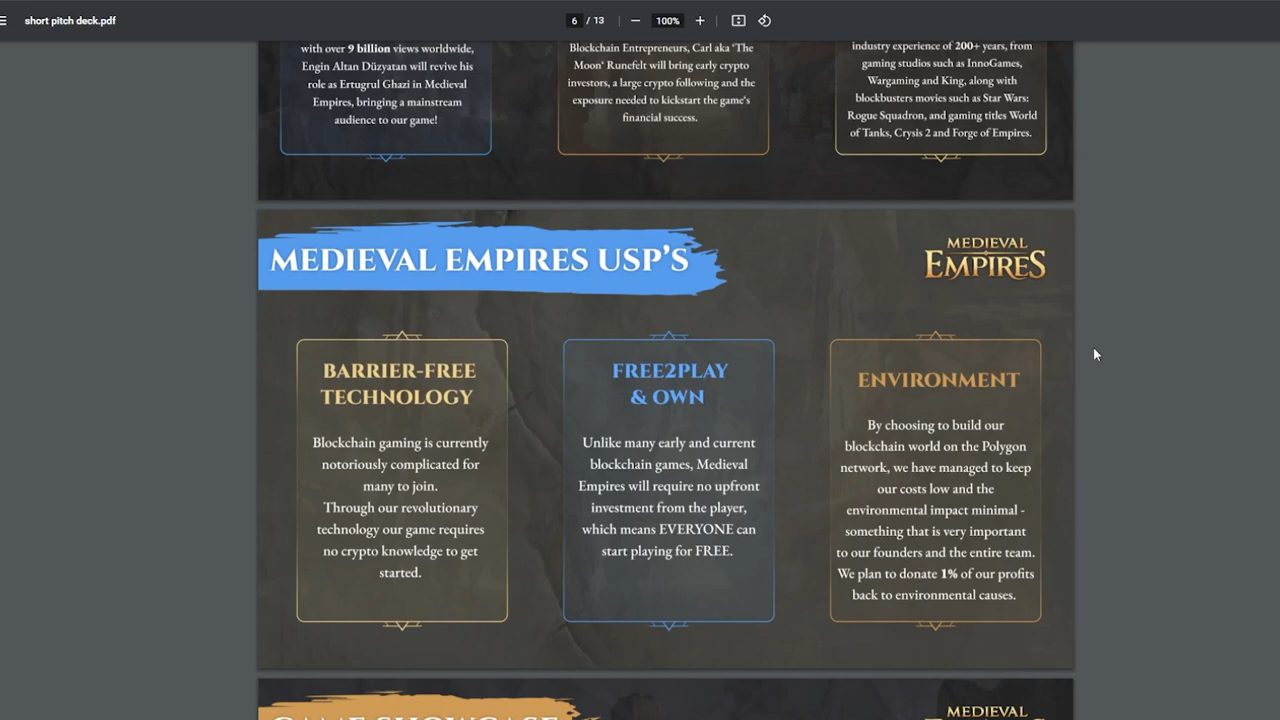 short pitch deck.pdf
6 / 13
100%
with over 9 billion views worldwide,
Engin Altan Düzyatan will revive his
role as Ertugrul Ghazi in Medieval
Empires, bringing a mainstream
audience to our game!
Blockchain Entrepreneurs, Carl aka 'The
Moon' Runefelt will bring early crypto
investors, a large crypto following and the
exposure needed to kickstart the game's
financial success.
industry experience of 200+ years, from
gaming studios such as InnoGames,
Wargaming and King, along with
blockbusters movies such as Star Wars:
Rogue Squadron, and gaming titles World
of Tanks, Crysis 2 and Forge of Empires.
MEDIEVAL EMPIRES USP'S
MEDIEVAL
EMPIRES
BARRIER-FREE
TECHNOLOGY
Blockchain gaming is currently
notoriously complicated for
many to join.
Through our revolutionary
technology our game requires
no crypto knowledge to get
started.
FREE2PLAY
& OWN
Unlike many early and current
blockchain games, Medieval
Empires will require no upfront
investment from the player,
which means EVERYONE can
start playing for FREE.
ENVIRONMENT
By choosing to build our
blockchain world on the Polygon
network, we have managed to keep
our costs low and the
environmental impact minimal -
something that is very important
to our founders and the entire team.
We plan to donate 1% of our profits
back to environmental causes.
GAME SHOWCASE
MEDIEVAL